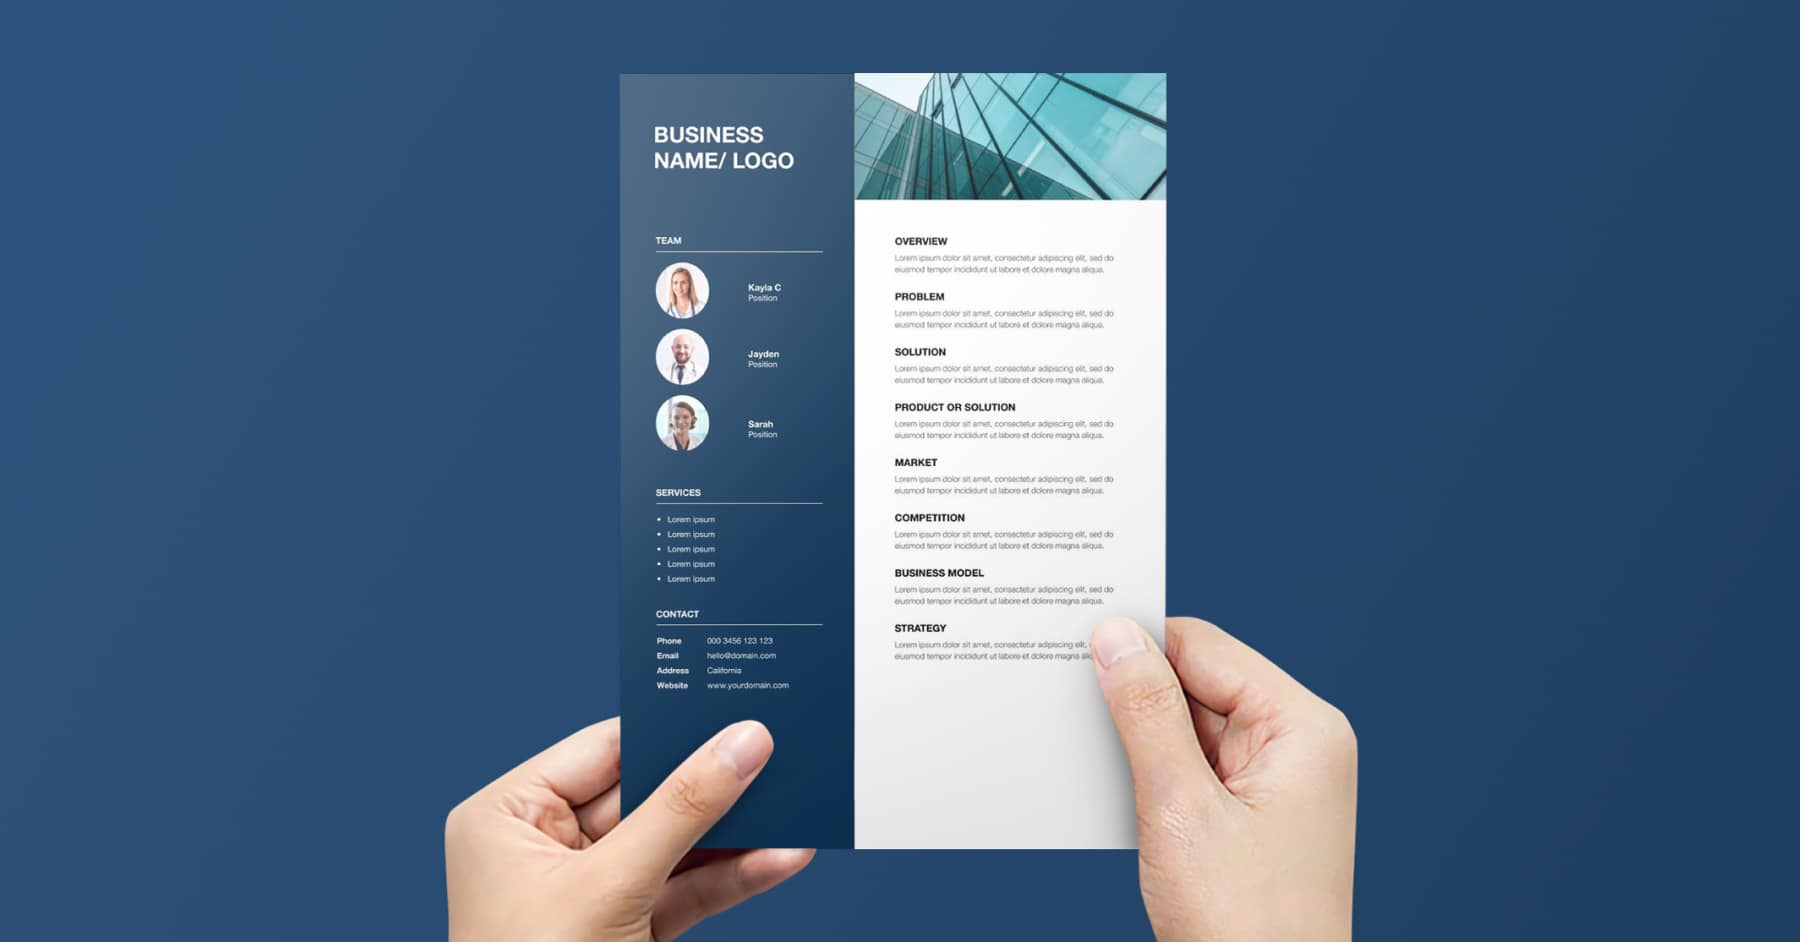 BUSINESS
NAME/ LOGO
TEAM
Kayla C
Position
Jayden
Position
Sarah
Position
SERVICES
• Lorem ipsum
• Lorem ipsum
• Lorem ipsum
• Lorem ipsum
• Lorem ipsum
CONTACT
Phone 000 3456 123 123
Email hello@domain.com
Address California
Website www.yourdomain.com
OVERVIEW
Lorem ipsum dolor sit amet, consectetur adipiscing elit, sed do
eiusmod tempor incididunt ut labore et dolore magna aliqua.
PROBLEM
Lorem ipsum dolor sit amet, consectetur adipiscing elit, sed do
eiusmod tempor incididunt ut labore et dolore magna aliqua.
SOLUTION
Lorem ipsum dolor sit amet, consectetur adipiscing elit, sed do
eiusmod tempor incididunt ut labore et dolore magna aliqua.
PRODUCT OR SOLUTION
Lorem ipsum dolor sit amet, consectetur adipiscing elit, sed do
eiusmod tempor incididunt ut labore et dolore magna aliqua.
MARKET
Lorem ipsum dolor sit amet, consectetur adipiscing elit, sed do
eiusmod tempor incididunt ut labore et dolore magna aliqua.
COMPETITION
Lorem ipsum dolor sit amet, consectetur adipiscing elit, sed do
eiusmod tempor incididunt ut labore et dolore magna aliqua.
BUSINESS MODEL
Lorem ipsum dolor sit amet, consectetur adipiscing elit, sed do
eiusmod tempor incididunt ut labore et dolore magna aliqua.
STRATEGY
Lorem ipsum dolor sit amet, consectetur adipiscing elit,
eiusmod tempor incididunt ut labore et dolore magna